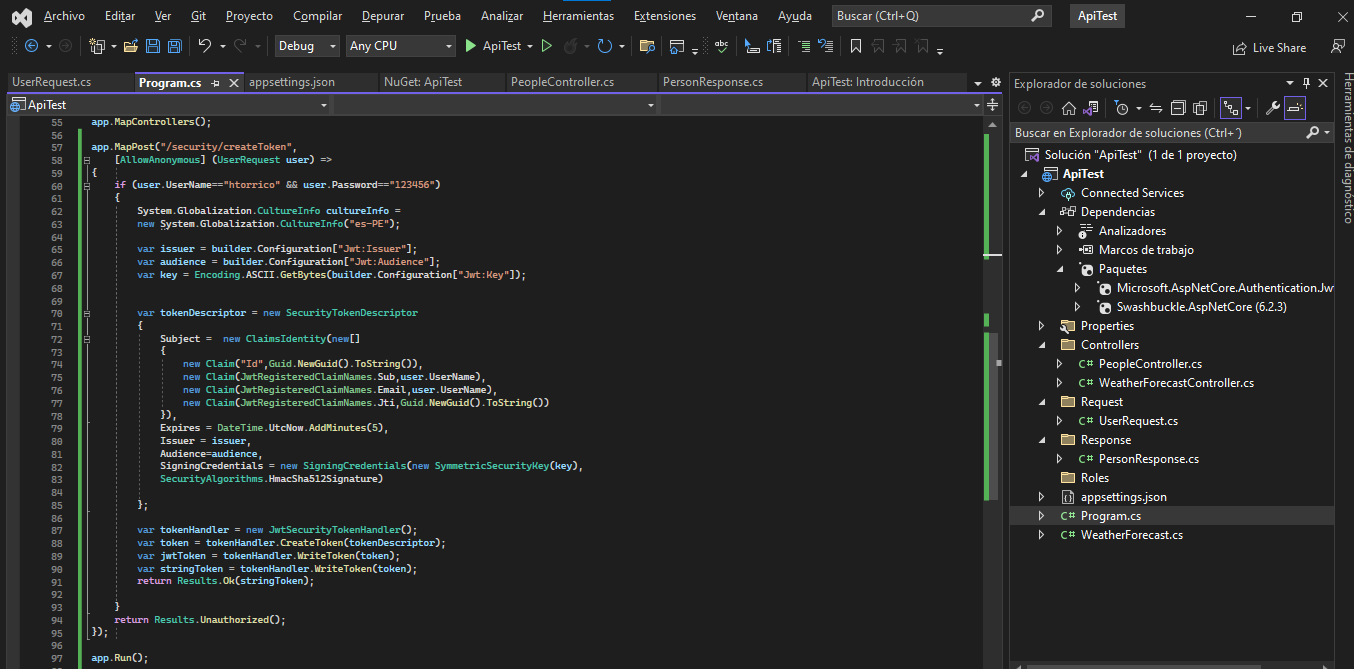 Archivo Editar Ver Git Proyecto Compilar Depurar Prueba Analizar Herramientas Extensiones Ventana Ayuda Buscar (Ctrl+Q) ApiTest
Debug Any CPU ApiTest Live Share
UserRequest.cs Program.cs appsettings.json NuGet: ApiTest PeopleController.cs PersonResponse.cs ApiTest: Introducción
ApiTest
55 app.MapControllers();
56
57 app.MapPost("/security/createToken",
58 [AllowAnonymous] (UserRequest user) =>
59 {
60 if (user.UserName=="htorrico" && user.Password=="123456")
61 {
62 System.Globalization.CultureInfo cultureInfo =
63 new System.Globalization.CultureInfo("es-PE");
64
65 var issuer = builder.Configuration["Jwt:Issuer"];
66 var audience = builder.Configuration["Jwt:Audience"];
67 var key = Encoding.ASCII.GetBytes(builder.Configuration["Jwt:Key"]);
68
69
70 var tokenDescriptor = new SecurityTokenDescriptor
71 {
72 Subject = new ClaimsIdentity(new[]
73 {
74 new Claim("Id",Guid.NewGuid().ToString()),
75 new Claim(JwtRegisteredClaimNames.Sub,user.UserName),
76 new Claim(JwtRegisteredClaimNames.Email,user.UserName),
77 new Claim(JwtRegisteredClaimNames.Jti,Guid.NewGuid().ToString())
78 }),
79 Expires = DateTime.UtcNow.AddMinutes(5),
80 Issuer = issuer,
81 Audience=audience,
82 SigningCredentials = new SigningCredentials(new SymmetricSecurityKey(key),
83 SecurityAlgorithms.HmacSha512Signature)
84
85 };
86
87 var tokenHandler = new JwtSecurityTokenHandler();
88 var token = tokenHandler.CreateToken(tokenDescriptor);
89 var jwtToken = tokenHandler.WriteToken(token);
90 var stringToken = tokenHandler.WriteToken(token);
91 return Results.Ok(stringToken);
92
93 }
94 return Results.Unauthorized();
95 });
96
97 app.Run();
Explorador de soluciones
Buscar en Explorador de soluciones (Ctrl+´)
Solución "ApiTest" (1 de 1 proyecto)
ApiTest
Connected Services
Dependencias
Analizadores
Marcos de trabajo
Paquetes
Microsoft.AspNetCore.Authentication.Jw
Swashbuckle.AspNetCore (6.2.3)
Properties
Controllers
C# PeopleController.cs
C# WeatherForecastController.cs
Request
C# UserRequest.cs
Response
C# PersonResponse.cs
Roles
appsettings.json
C# Program.cs
C# WeatherForecast.cs
Herramientas de diagnóstico